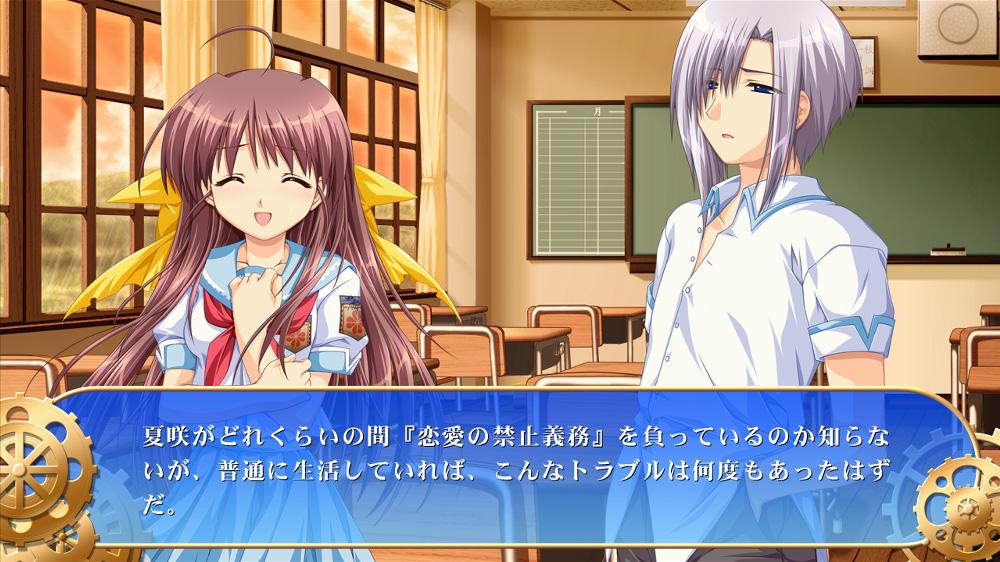 月
夏咲がどれくらいの間『恋愛の禁止義務』を負っているのか知らな
いが、普通に生活していれば、こんなトラブルは何度もあったはず
だ。